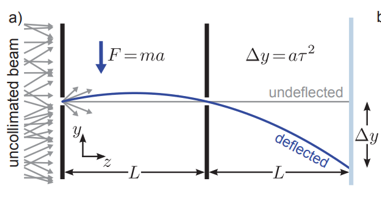 a)
b
uncollimated beam
F = ma
Δy = aτ²
undeflected
y
z
deflected
Δy
L
L